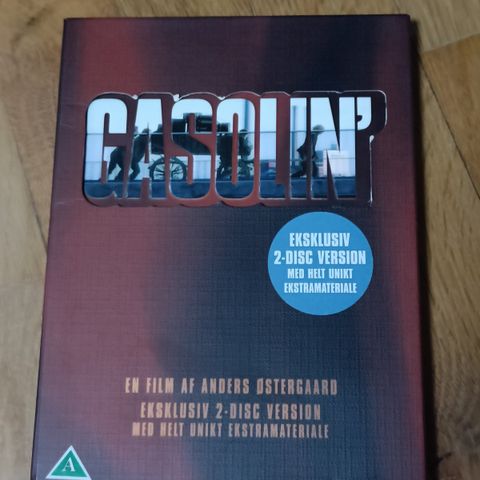 GASOLIN'
EKSKLUSIV
2-DISC VERSION
MED HELT UNIKT
EKSTRAMATERIALE
EN FILM AF ANDERS ØSTERGAARD
EKSKLUSIV 2-DISC VERSION
MED HELT UNIKT EKSTRAMATERIALE
A